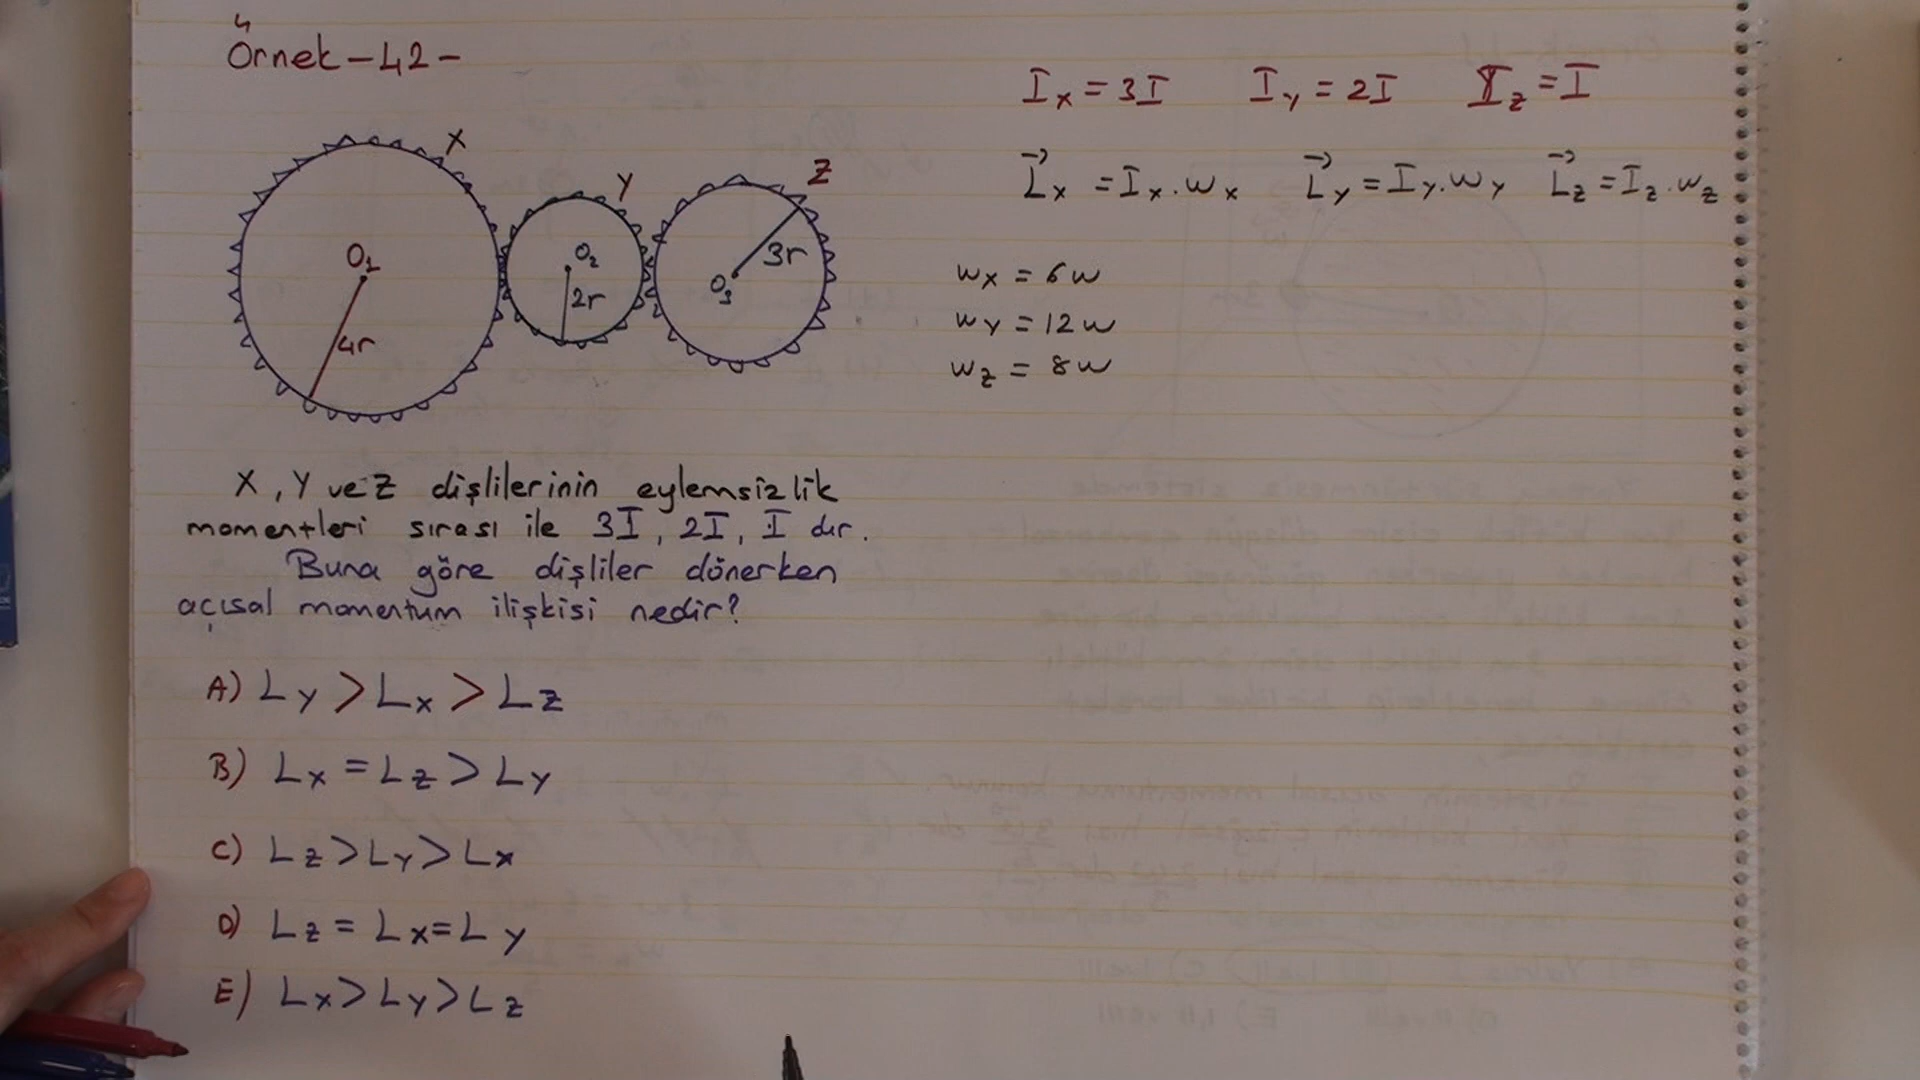 Örnek-42-
X
Y
Z
O1
4r
O2
2r
O3
3r
X, Y ve Z dişlilerinin eylemsizlik
momentleri sırası ile 3I, 2I, I dır.
Buna göre dişliler dönerken
açısal momentum ilişkisi nedir?
A) Ly > Lx > Lz
B) Lx = Lz > Ly
C) Lz > Ly > Lx
D) Lz = Lx = Ly
E) Lx > Ly > Lz
Ix = 3I Iy = 2I Iz = I
Lx = Ix.wx Ly = Iy.wy Lz = Iz.wz
wx = 6w
wy = 12w
wz = 8w